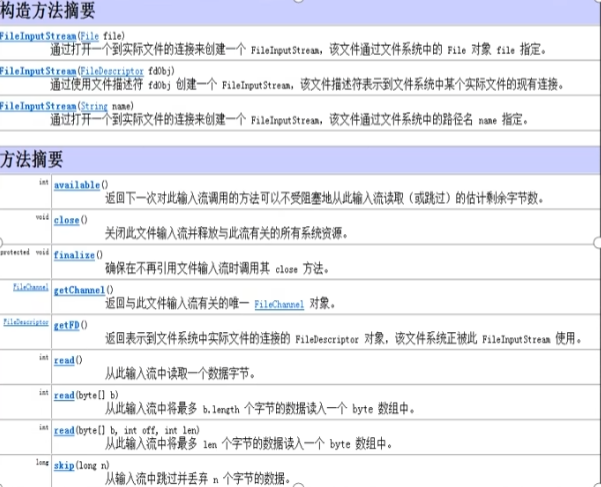 构造方法摘要
FileInputStream(File file)
通过打开一个到实际文件的连接来创建一个 FileInputStream，该文件通过文件系统中的 File 对象 file 指定。
FileInputStream(FileDescriptor fdObj)
通过使用文件描述符 fdObj 创建一个 FileInputStream，该文件描述符表示到文件系统中某个实际文件的现有连接。
FileInputStream(String name)
通过打开一个到实际文件的连接来创建一个 FileInputStream，该文件通过文件系统中的路径名 name 指定。
方法摘要
int available()
返回下一次对此输入流调用的方法可以不受阻塞地从此输入流读取（或跳过）的估计剩余字节数。
void close()
关闭此文件输入流并释放与此流有关的所有系统资源。
protected void finalize()
确保在不再引用文件输入流时调用其 close 方法。
FileChannel getChannel()
返回与此文件输入流有关的唯一 FileChannel 对象。
FileDescriptor getFD()
返回表示到文件系统中实际文件的连接的 FileDescriptor 对象，该文件系统正被此 FileInputStream 使用。
int read()
从此输入流中读取一个数据字节。
int read(byte[] b)
从此输入流中将最多 b.length 个字节的数据读入一个 byte 数组中。
int read(byte[] b, int off, int len)
从此输入流中将最多 len 个字节的数据读入一个 byte 数组中。
long skip(long n)
从输入流中跳过并丢弃 n 个字节的数据。